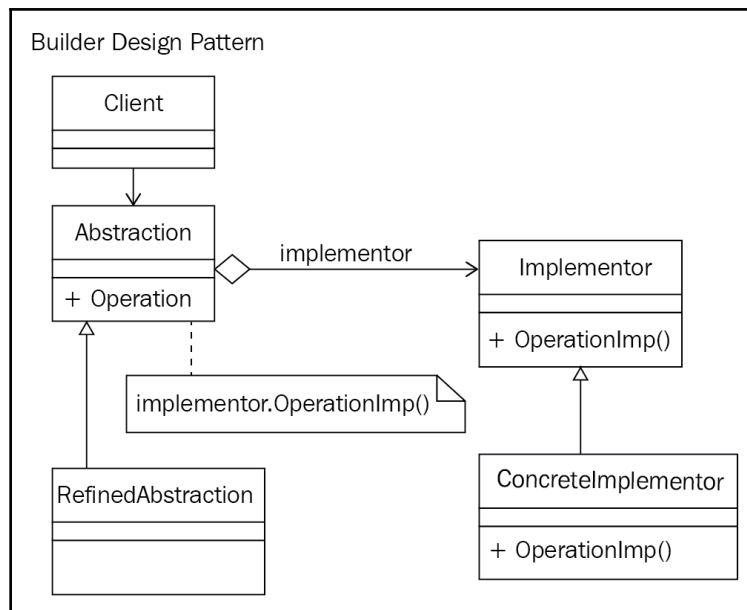 Builder Design Pattern
Client
Abstraction
+ Operation
implementor
Implementor
+ OperationImp()
implementor.OperationImp()
RefinedAbstraction
ConcreteImplementor
+ OperationImp()